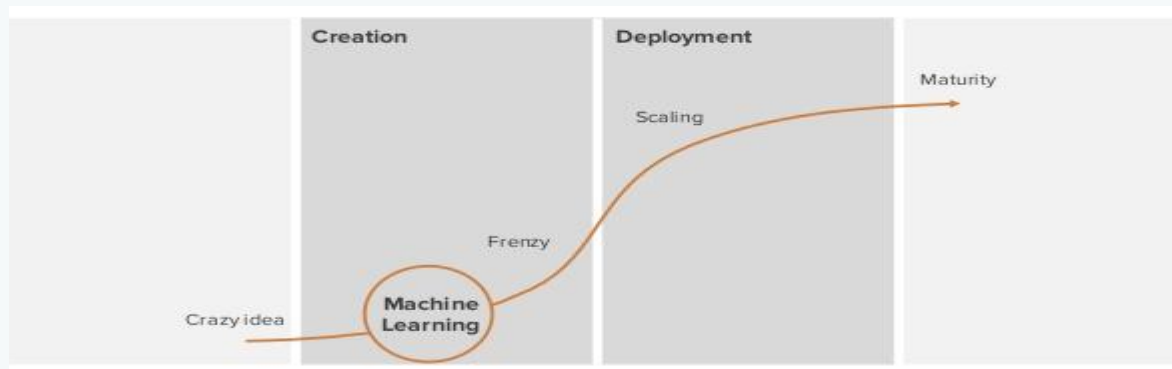 Creation
Deployment
Maturity
Scaling
Frenzy
Machine
Learning
Crazy idea